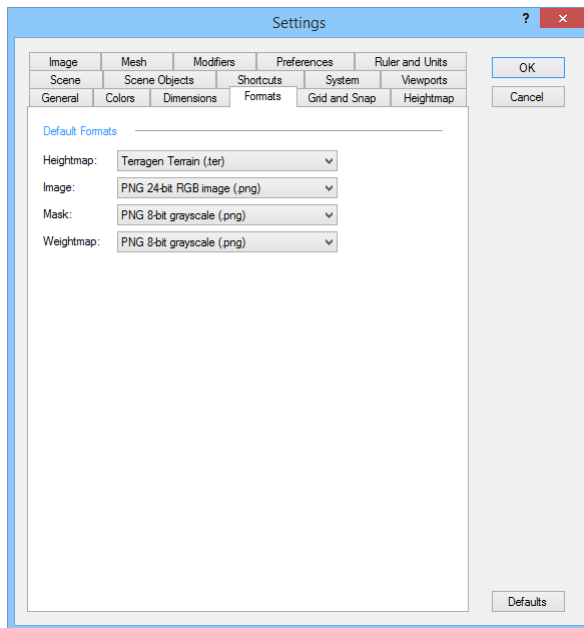 Settings
?
Image Mesh Modifiers Preferences Ruler and Units
Scene Scene Objects Shortcuts System Viewports
General Colors Dimensions Formats Grid and Snap Heightmap
OK
Cancel
Default Formats
Heightmap: Terragen Terrain (.ter)
Image: PNG 24-bit RGB image (.png)
Mask: PNG 8-bit grayscale (.png)
Weightmap: PNG 8-bit grayscale (.png)
Defaults